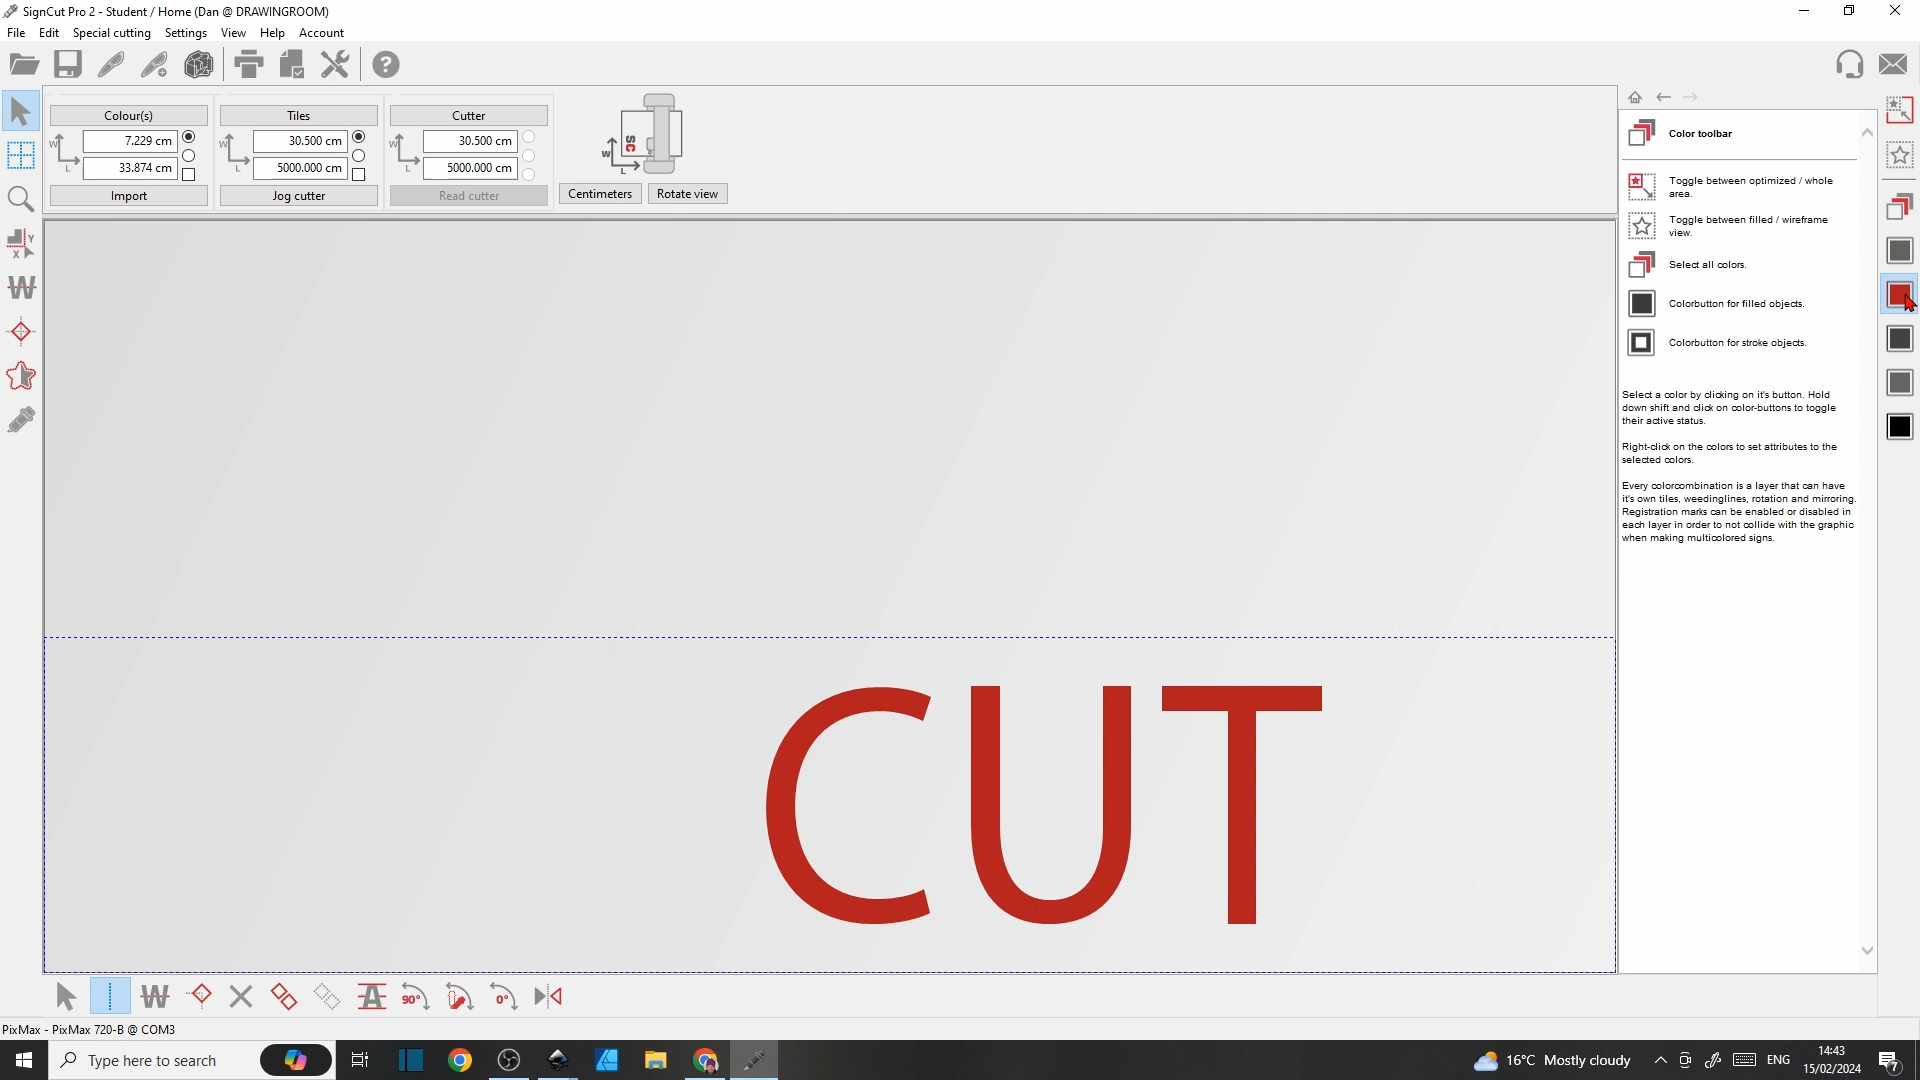 SignCut Pro 2 - Student / Home (Dan @ DRAWINGROOM)
File Edit Special cutting Settings View Help Account
Colour(s) Tiles Cutter
W 7.229 cm W 30.500 cm W 30.500 cm
L 33.874 cm L 5000.000 cm L 5000.000 cm
SC
W
L
Import Jog cutter Read cutter Centimeters Rotate view
Color toolbar
Toggle between optimized / whole
area.
Toggle between filled / wireframe
view.
Select all colors.
Colorbutton for filled objects.
Colorbutton for stroke objects.
Select a color by clicking on it's button. Hold
down shift and click on color-buttons to toggle
their active status.
Right-click on the colors to set attributes to the
selected colors.
Every colorcombination is a layer that can have
it's own tiles, weedinglines, rotation and mirroring.
Registration marks can be enabled or disabled in
each layer in order to not collide with the graphic
when making multicolored signs.
Y
X
W
CUT
W A 90° 0°
PixMax - PixMax 720-B @ COM3
Type here to search
16°C Mostly cloudy
ENG
14:43
15/02/2024
7